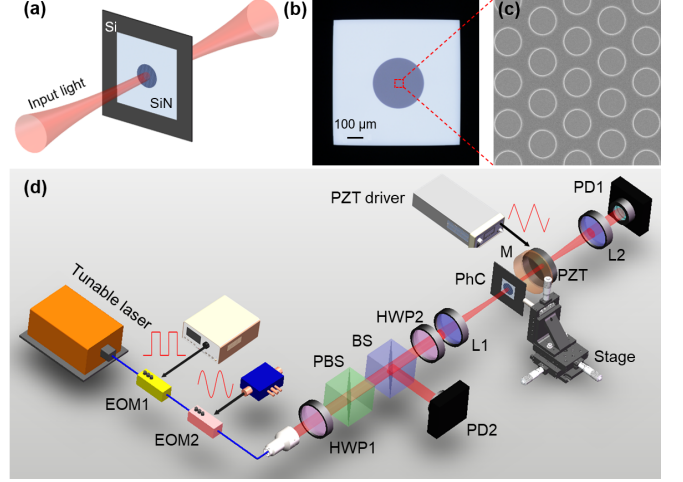 (a)
Si
Input light
SiN
(b)
100 µm
(c)
(d)
PZT driver
PD1
M
L2
PhC
PZT
Tunable laser
HWP2
L1
BS
Stage
PBS
EOM1
PD2
EOM2
HWP1